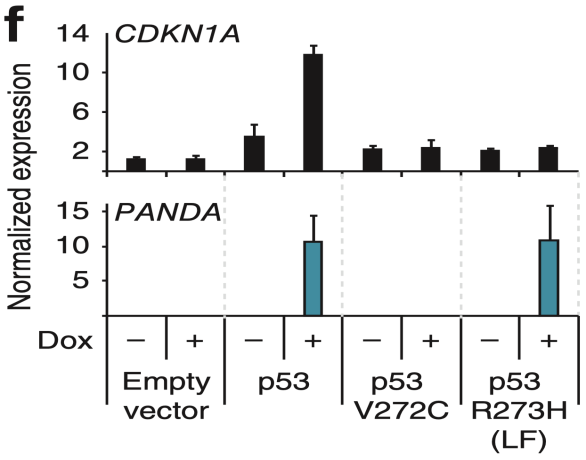 f
CDKN1A
14
10
6
2
Normalized expression
PANDA
15
10
5
Dox − + − + − + − +
Empty vector
p53
p53 V272C
p53 R273H (LF)